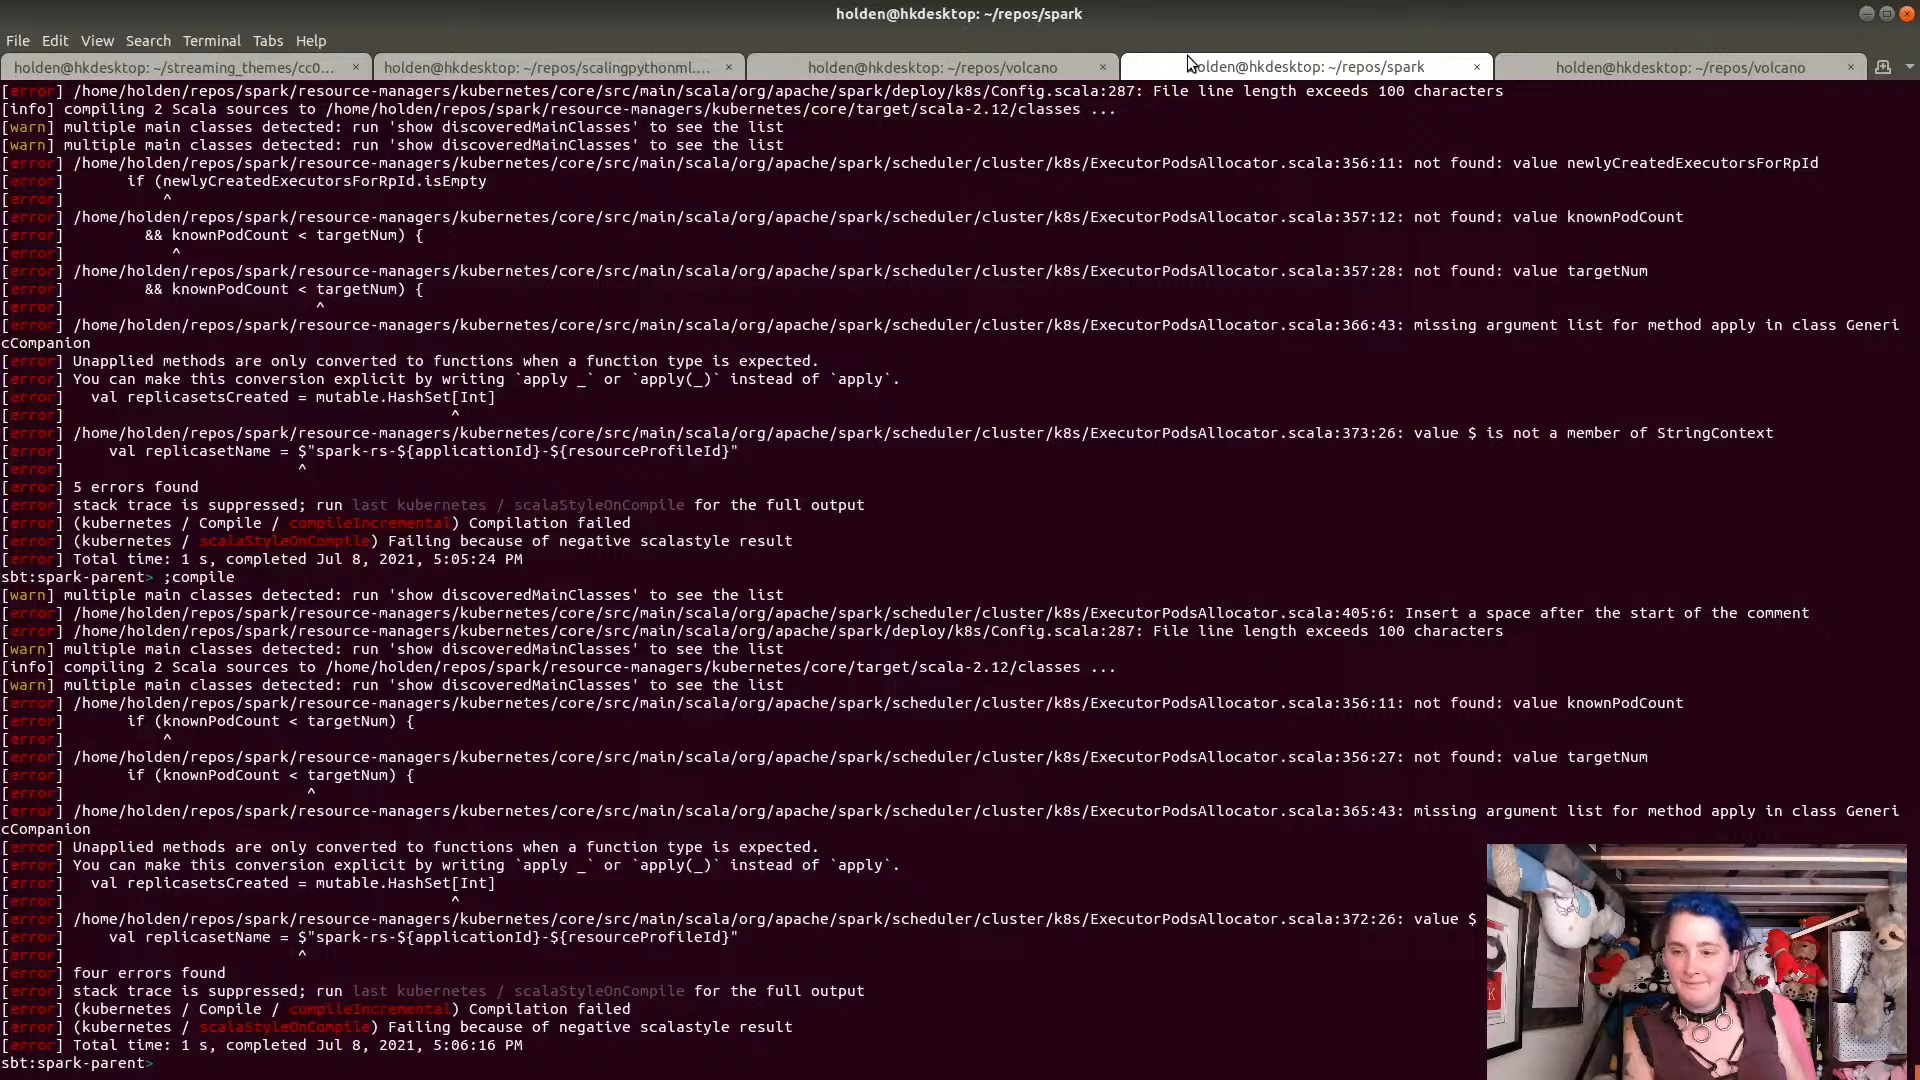 holden@hkdesktop: ~/repos/spark
File Edit View Search Terminal Tabs Help
holden@hkdesktop: ~/streaming_themes/cc0... × holden@hkdesktop: ~/repos/scalingpythonml.... × holden@hkdesktop: ~/repos/volcano × holden@hkdesktop: ~/repos/spark × holden@hkdesktop: ~/repos/volcano ×
[error] /home/holden/repos/spark/resource-managers/kubernetes/core/src/main/scala/org/apache/spark/deploy/k8s/Config.scala:287: File line length exceeds 100 characters
[info] compiling 2 Scala sources to /home/holden/repos/spark/resource-managers/kubernetes/core/target/scala-2.12/classes ...
[warn] multiple main classes detected: run 'show discoveredMainClasses' to see the list
[warn] multiple main classes detected: run 'show discoveredMainClasses' to see the list
[error] /home/holden/repos/spark/resource-managers/kubernetes/core/src/main/scala/org/apache/spark/scheduler/cluster/k8s/ExecutorPodsAllocator.scala:356:11: not found: value newlyCreatedExecutorsForRpId
[error]       if (newlyCreatedExecutorsForRpId.isEmpty
[error]           ^
[error] /home/holden/repos/spark/resource-managers/kubernetes/core/src/main/scala/org/apache/spark/scheduler/cluster/k8s/ExecutorPodsAllocator.scala:357:12: not found: value knownPodCount
[error]         && knownPodCount < targetNum) {
[error]            ^
[error] /home/holden/repos/spark/resource-managers/kubernetes/core/src/main/scala/org/apache/spark/scheduler/cluster/k8s/ExecutorPodsAllocator.scala:357:28: not found: value targetNum
[error]         && knownPodCount < targetNum) {
[error]                            ^
[error] /home/holden/repos/spark/resource-managers/kubernetes/core/src/main/scala/org/apache/spark/scheduler/cluster/k8s/ExecutorPodsAllocator.scala:366:43: missing argument list for method apply in class Generi
cCompanion
[error] Unapplied methods are only converted to functions when a function type is expected.
[error] You can make this conversion explicit by writing `apply _` or `apply(_)` instead of `apply`.
[error]   val replicasetsCreated = mutable.HashSet[Int]
[error]                                           ^
[error] /home/holden/repos/spark/resource-managers/kubernetes/core/src/main/scala/org/apache/spark/scheduler/cluster/k8s/ExecutorPodsAllocator.scala:373:26: value $ is not a member of StringContext
[error]     val replicasetName = $"spark-rs-${applicationId}-${resourceProfileId}"
[error]                          ^
[error] 5 errors found
[error] stack trace is suppressed; run last kubernetes / scalaStyleOnCompile for the full output
[error] (kubernetes / Compile / compileIncremental) Compilation failed
[error] (kubernetes / scalaStyleOnCompile) Failing because of negative scalastyle result
[error] Total time: 1 s, completed Jul 8, 2021, 5:05:24 PM
sbt:spark-parent> ;compile
[warn] multiple main classes detected: run 'show discoveredMainClasses' to see the list
[error] /home/holden/repos/spark/resource-managers/kubernetes/core/src/main/scala/org/apache/spark/scheduler/cluster/k8s/ExecutorPodsAllocator.scala:405:6: Insert a space after the start of the comment
[error] /home/holden/repos/spark/resource-managers/kubernetes/core/src/main/scala/org/apache/spark/deploy/k8s/Config.scala:287: File line length exceeds 100 characters
[warn] multiple main classes detected: run 'show discoveredMainClasses' to see the list
[info] compiling 2 Scala sources to /home/holden/repos/spark/resource-managers/kubernetes/core/target/scala-2.12/classes ...
[warn] multiple main classes detected: run 'show discoveredMainClasses' to see the list
[error] /home/holden/repos/spark/resource-managers/kubernetes/core/src/main/scala/org/apache/spark/scheduler/cluster/k8s/ExecutorPodsAllocator.scala:356:11: not found: value knownPodCount
[error]       if (knownPodCount < targetNum) {
[error]           ^
[error] /home/holden/repos/spark/resource-managers/kubernetes/core/src/main/scala/org/apache/spark/scheduler/cluster/k8s/ExecutorPodsAllocator.scala:356:27: not found: value targetNum
[error]       if (knownPodCount < targetNum) {
[error]                           ^
[error] /home/holden/repos/spark/resource-managers/kubernetes/core/src/main/scala/org/apache/spark/scheduler/cluster/k8s/ExecutorPodsAllocator.scala:365:43: missing argument list for method apply in class Generi
cCompanion
[error] Unapplied methods are only converted to functions when a function type is expected.
[error] You can make this conversion explicit by writing `apply _` or `apply(_)` instead of `apply`.
[error]   val replicasetsCreated = mutable.HashSet[Int]
[error]                                           ^
[error] /home/holden/repos/spark/resource-managers/kubernetes/core/src/main/scala/org/apache/spark/scheduler/cluster/k8s/ExecutorPodsAllocator.scala:372:26: value $
[error]     val replicasetName = $"spark-rs-${applicationId}-${resourceProfileId}"
[error]                          ^
[error] four errors found
[error] stack trace is suppressed; run last kubernetes / scalaStyleOnCompile for the full output
[error] (kubernetes / Compile / compileIncremental) Compilation failed
[error] (kubernetes / scalaStyleOnCompile) Failing because of negative scalastyle result
[error] Total time: 1 s, completed Jul 8, 2021, 5:06:16 PM
sbt:spark-parent>